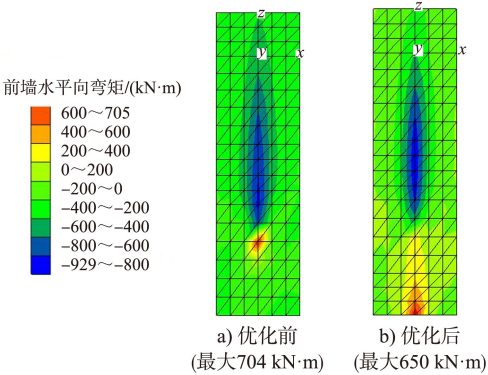 z
y
x
z
y
x
前墙水平向弯矩/(kN·m)
600～705
400～600
200～400
0～200
−200～0
−400～−200
−600～−400
−800～−600
−929～−800
a) 优化前
(最大704 kN·m)
b) 优化后
(最大650 kN·m)